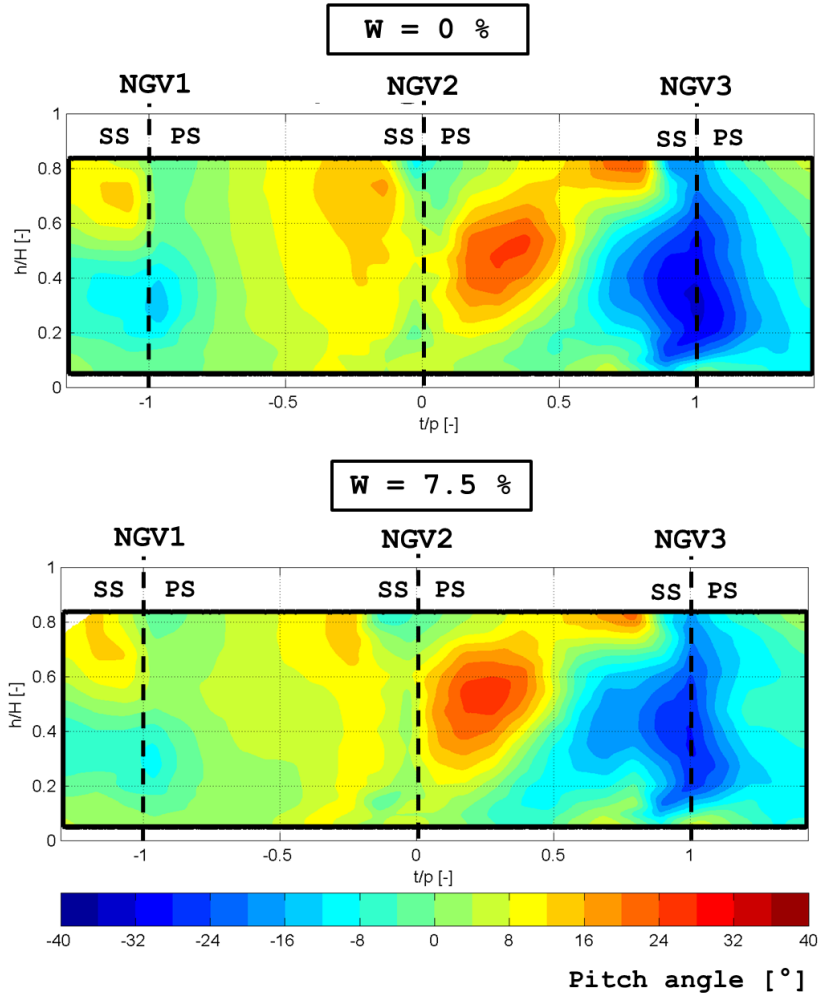 W = 0 %
NGV1 NGV2 NGV3
SS PS SS PS SS PS
1
0.8
0.6
0.4
0.2
0
h/H [-]
-1 -0.5 0 0.5 1
t/p [-]
W = 7.5 %
NGV1 NGV2 NGV3
SS PS SS PS SS PS
1
0.8
0.6
0.4
0.2
0
h/H [-]
-1 -0.5 0 0.5 1
t/p [-]
-40 -32 -24 -16 -8 0 8 16 24 32 40
Pitch angle [°]